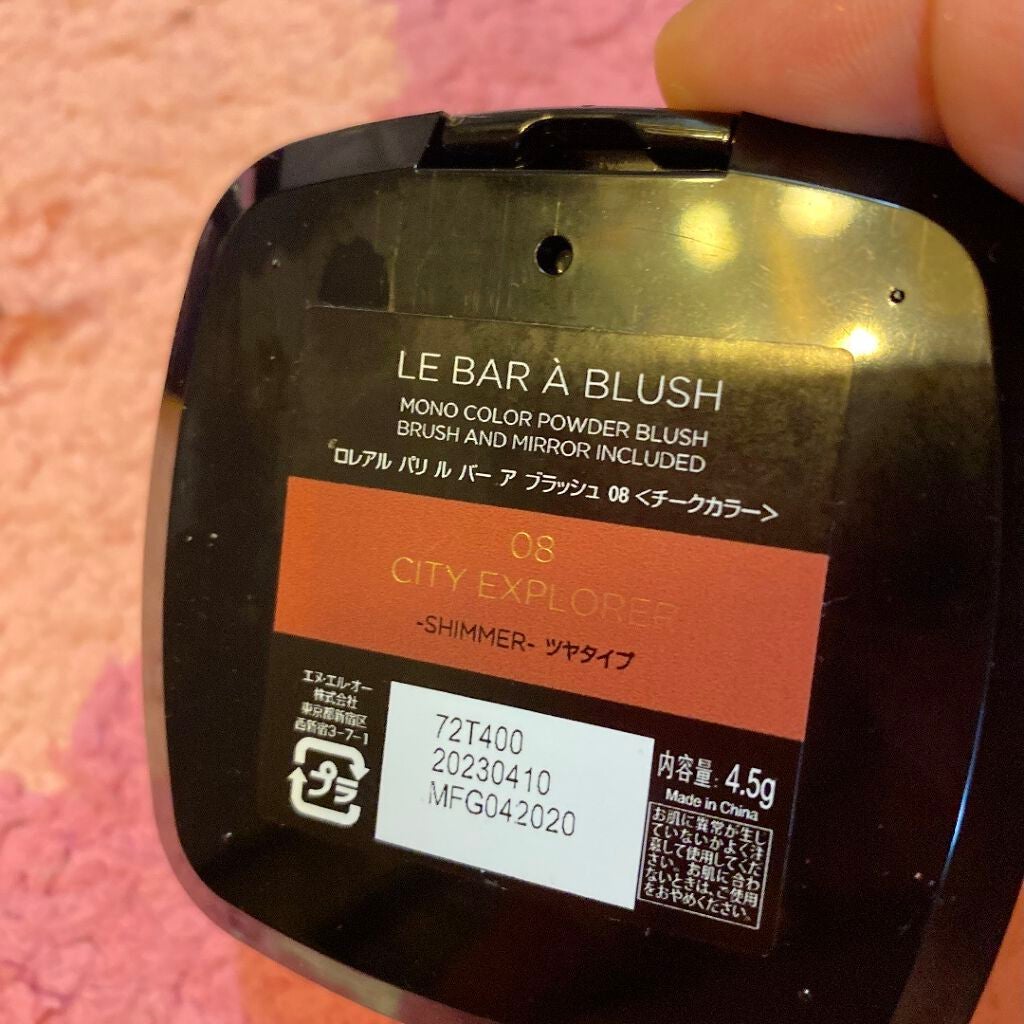 LE BAR À BLUSH
MONO COLOR POWDER BLUSH
BRUSH AND MIRROR INCLUDED
ロレアル パリ ル バー ア ブラッシュ 08 <チークカラー>
08
CITY EXPLORER
-SHIMMER- ツヤタイプ
エヌ・エル・オー
株式会社
東京都新宿区
西新宿3-7-1
プラ
72T400
20230410
MFG042020
内容量: 4.5g
Made in China
お肌に異常が生じ
ていないかよく注
意して使用してくだ
さい。お肌に合わ
ないときは、ご使用
をおやめください。